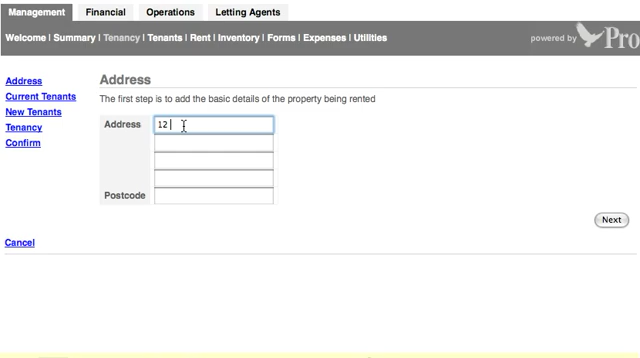 Management Financial Operations Letting Agents
Welcome | Summary | Tenancy | Tenants | Rent | Inventory | Forms | Expenses | Utilities powered by Pro
Address
Current Tenants
New Tenants
Tenancy
Confirm
Cancel
Address
The first step is to add the basic details of the property being rented
Address 12
Postcode
Next